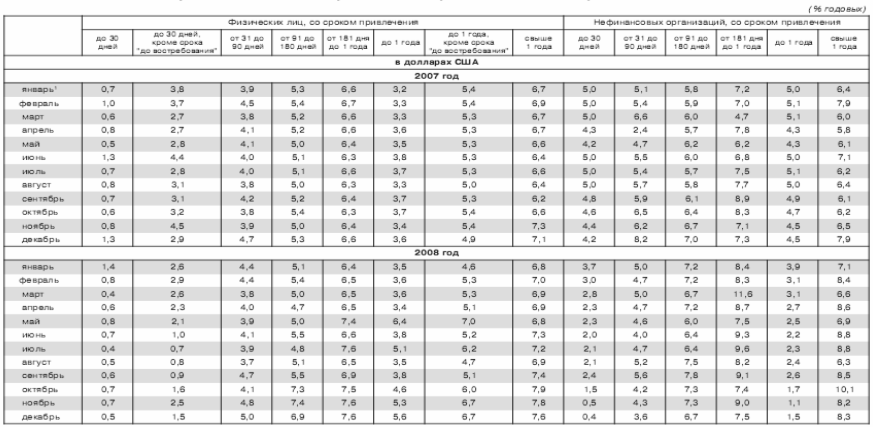 (% годовых)
Физических лиц, со сроком привлечения Нефинансовых организаций, со сроком привлечения
до 30 дней до 30 дней, кроме срока "до востребования" от 31 до 90 дней от 91 до 180 дней от 181 дня до 1 года до 1 года до 1 года, кроме срока "до востребования" свыше 1 года до 30 дней от 31 до 90 дней от 91 до 180 дней от 181 дня до 1 года до 1 года свыше 1 года
в долларах США
2007 год
январь¹ 0,7 3,8 3,9 5,3 6,6 3,2 5,4 6,7 5,0 5,1 5,8 7,2 5,0 6,4
февраль 1,0 3,7 4,5 5,4 6,7 3,3 5,4 6,9 5,0 5,4 5,9 7,0 5,1 7,9
март 0,6 2,7 3,8 5,2 6,6 3,3 5,3 6,7 5,0 6,6 6,0 4,7 5,1 6,0
апрель 0,8 2,7 4,1 5,2 6,6 3,6 5,3 6,7 4,3 2,4 5,7 7,8 4,3 5,8
май 0,5 2,8 4,1 5,0 6,4 3,5 5,3 6,6 4,2 4,7 6,2 6,2 4,3 6,1
июнь 1,3 4,4 4,0 5,1 6,3 3,8 5,3 6,4 5,0 5,5 6,0 6,8 5,0 7,1
июль 0,7 2,8 4,0 5,1 6,6 3,7 5,3 6,6 5,0 5,4 5,7 7,5 5,1 6,2
август 0,8 3,1 3,8 5,0 6,3 3,3 5,0 6,4 5,0 5,7 5,8 7,7 5,0 6,4
сентябрь 0,7 3,1 4,2 5,2 6,4 3,7 5,3 6,2 4,8 5,9 6,1 8,9 4,9 6,1
октябрь 0,6 3,2 3,8 5,4 6,3 3,7 5,4 6,6 4,6 6,5 6,4 8,3 4,7 6,2
ноябрь 0,8 4,5 3,9 5,0 6,4 3,4 5,4 7,3 4,4 6,2 6,7 7,1 4,5 6,5
декабрь 1,3 2,9 4,7 5,3 6,6 3,6 4,9 7,1 4,2 8,2 7,0 7,3 4,5 7,9
2008 год
январь 1,4 2,6 4,4 5,1 6,4 3,5 4,6 6,8 3,7 5,0 7,2 8,4 3,9 7,1
февраль 0,8 2,9 4,4 5,4 6,5 3,6 5,3 7,0 3,0 4,7 7,2 8,3 3,1 8,4
март 0,4 2,6 3,8 5,0 6,5 3,6 5,3 6,9 2,8 5,0 6,7 11,6 3,1 6,6
апрель 0,6 2,3 4,0 4,7 6,5 3,4 5,1 6,9 2,3 4,7 7,2 8,7 2,7 8,6
май 0,8 2,1 3,9 5,0 7,4 6,4 7,0 6,8 2,3 4,6 6,0 7,5 2,5 6,9
июнь 0,7 1,0 4,1 5,5 6,6 3,8 5,2 7,3 2,0 4,0 6,4 9,3 2,2 8,8
июль 0,4 0,7 3,9 4,8 7,6 5,1 6,2 7,2 2,1 4,7 6,4 9,6 2,3 8,8
август 0,5 0,8 3,7 5,1 6,5 3,5 4,7 6,9 2,1 5,2 7,5 8,2 2,4 6,3
сентябрь 0,6 0,9 4,7 5,5 6,9 3,8 5,1 7,4 2,4 5,6 7,8 9,1 2,6 8,5
октябрь 0,7 1,6 4,1 7,3 7,5 4,6 6,0 7,9 1,5 4,2 7,3 7,4 1,7 10,1
ноябрь 0,7 2,5 4,8 7,4 7,6 5,3 6,7 7,8 0,5 4,3 7,3 9,0 1,1 8,2
декабрь 0,5 1,5 5,0 6,9 7,6 5,6 6,7 7,6 0,4 3,6 6,7 7,5 1,5 8,3